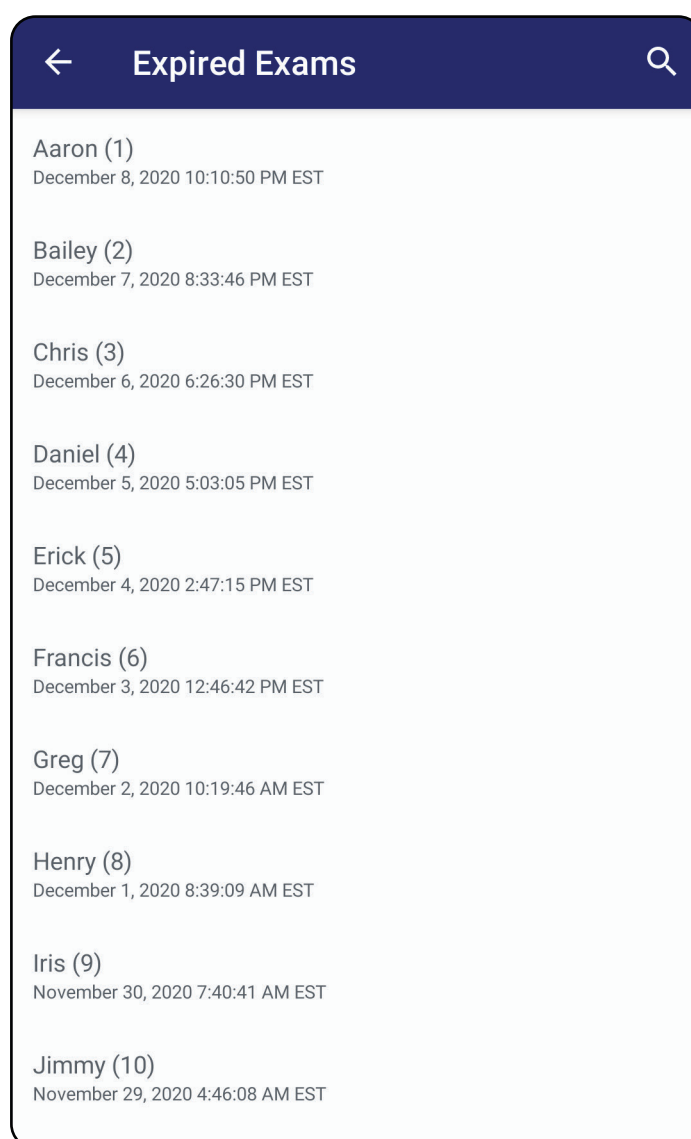 Expired Exams
Aaron (1)
December 8, 2020 10:10:50 PM EST
Bailey (2)
December 7, 2020 8:33:46 PM EST
Chris (3)
December 6, 2020 6:26:30 PM EST
Daniel (4)
December 5, 2020 5:03:05 PM EST
Erick (5)
December 4, 2020 2:47:15 PM EST
Francis (6)
December 3, 2020 12:46:42 PM EST
Greg (7)
December 2, 2020 10:19:46 AM EST
Henry (8)
December 1, 2020 8:39:09 AM EST
Iris (9)
November 30, 2020 7:40:41 AM EST
Jimmy (10)
November 29, 2020 4:46:08 AM EST